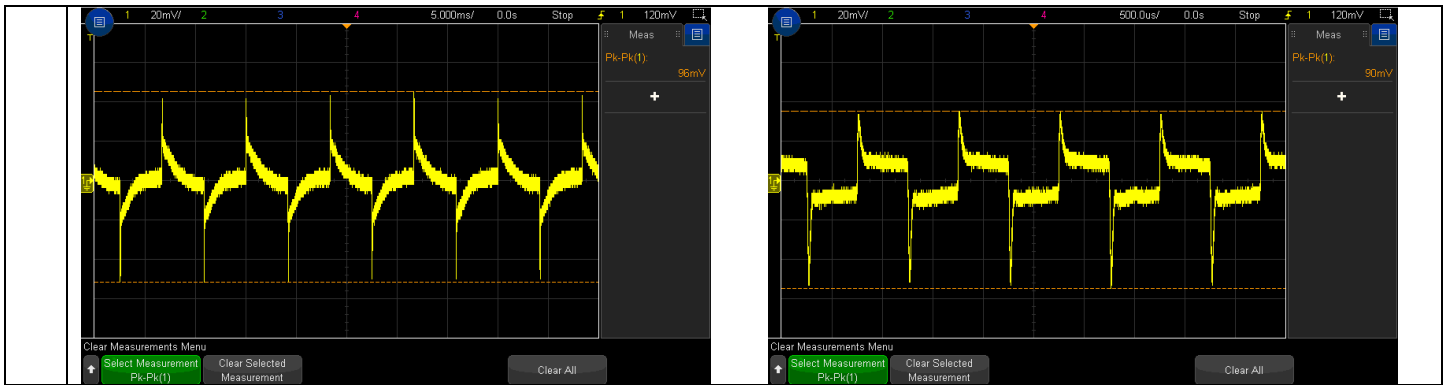 1 20mV/ 2 3 4 5.000ms/ 0.0s Stop 1 120mV
T
Meas
Pk-Pk(1):
96mV
+
1
Clear Measurements Menu
Select Measurement
Pk-Pk(1)
Clear Selected
Measurement
Clear All
1 20mV/ 2 3 4 500.0us/ 0.0s Stop 1 120mV
T
Meas
Pk-Pk(1):
90mV
+
1
Clear Measurements Menu
Select Measurement
Pk-Pk(1)
Clear Selected
Measurement
Clear All